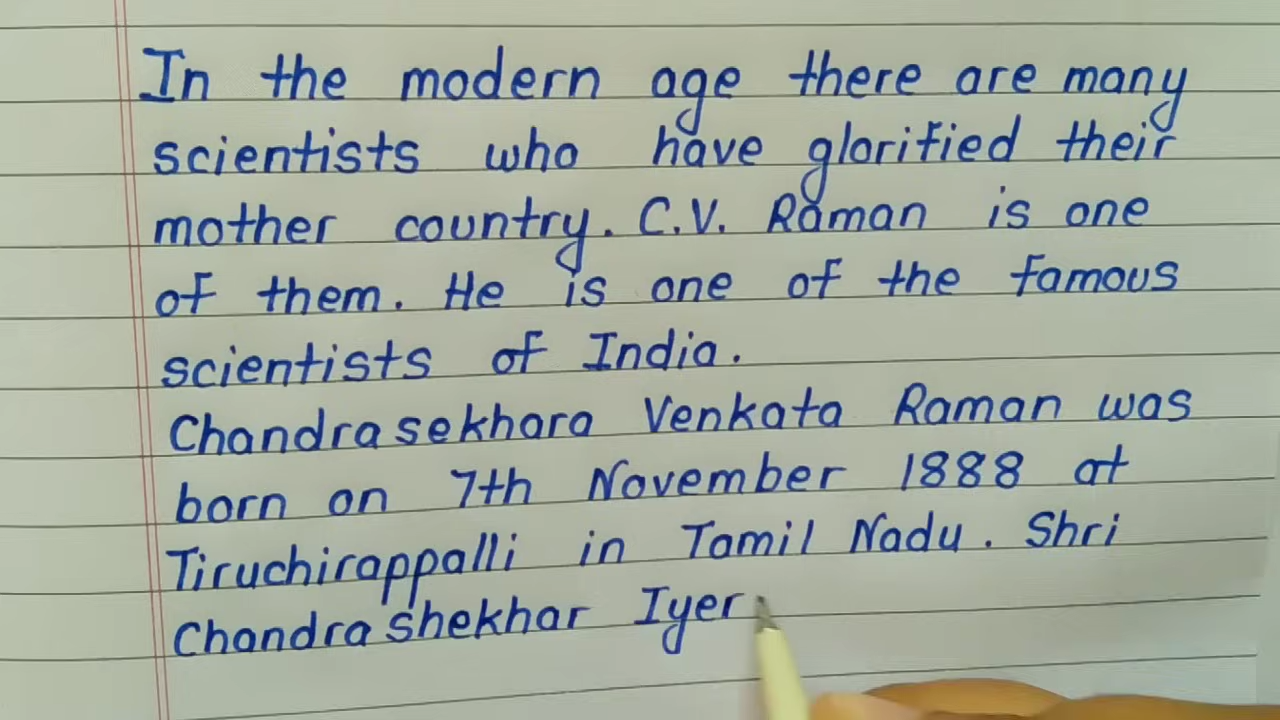 In the modern age there are many
scientists who have glorified their
mother country. C.V. Raman is one
of them. He is one of the famous
scientists of India.
Chandrasekhara Venkata Raman was
born on 7th November 1888 at
Tiruchirappalli in Tamil Nadu. Shri
Chandrashekhar Iyer